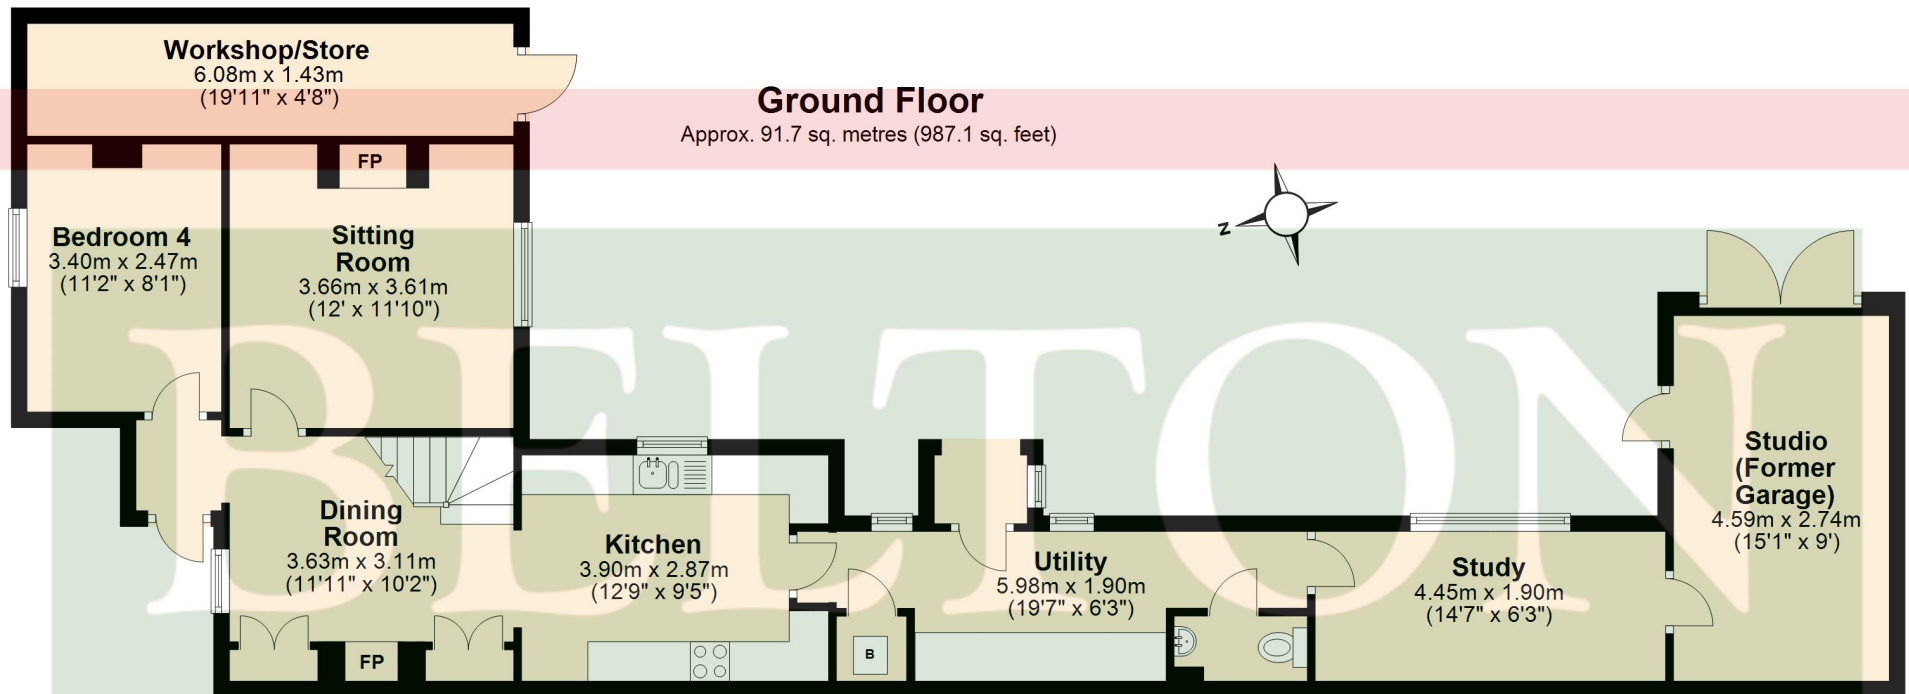 Workshop/Store
6.08m x 1.43m
(19'11" x 4'8")
Ground Floor
Approx. 91.7 sq. metres (987.1 sq. feet)
FP
Bedroom 4
3.40m x 2.47m
(11'2" x 8'1")
Sitting
Room
3.66m x 3.61m
(12' x 11'10")
N
BELTON
Dining
Room
3.63m x 3.11m
(11'11" x 10'2")
FP
Kitchen
3.90m x 2.87m
(12'9" x 9'5")
B
Utility
5.98m x 1.90m
(19'7" x 6'3")
Study
4.45m x 1.90m
(14'7" x 6'3")
Studio
(Former
Garage)
4.59m x 2.74m
(15'1" x 9')